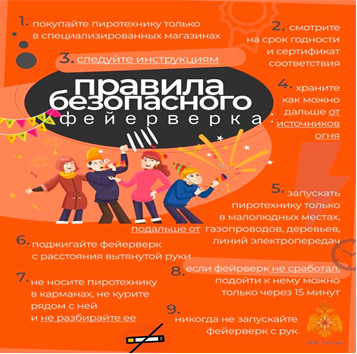 1. покупайте пиротехнику только
в специализированных магазинах
2. смотрите
на срок годности
и сертификат
соответствия
3. следуйте инструкциям
правила
безопасного
фейерверка
4. храните
как можно
дальше от
источников
огня
5. запускать
пиротехнику только
в малолюдных местах,
подальше от газопроводов, деревьев,
линий электропередач
6. поджигайте фейерверк
с расстояния вытянутой руки
7. не носите пиротехнику
в карманах, не курите
рядом с ней
и не разбирайте ее
8. если фейрверк не сработал,
подойти к нему можно
только через 15 минут
9. никогда не запускайте
фейерверк с рук
МЧС России